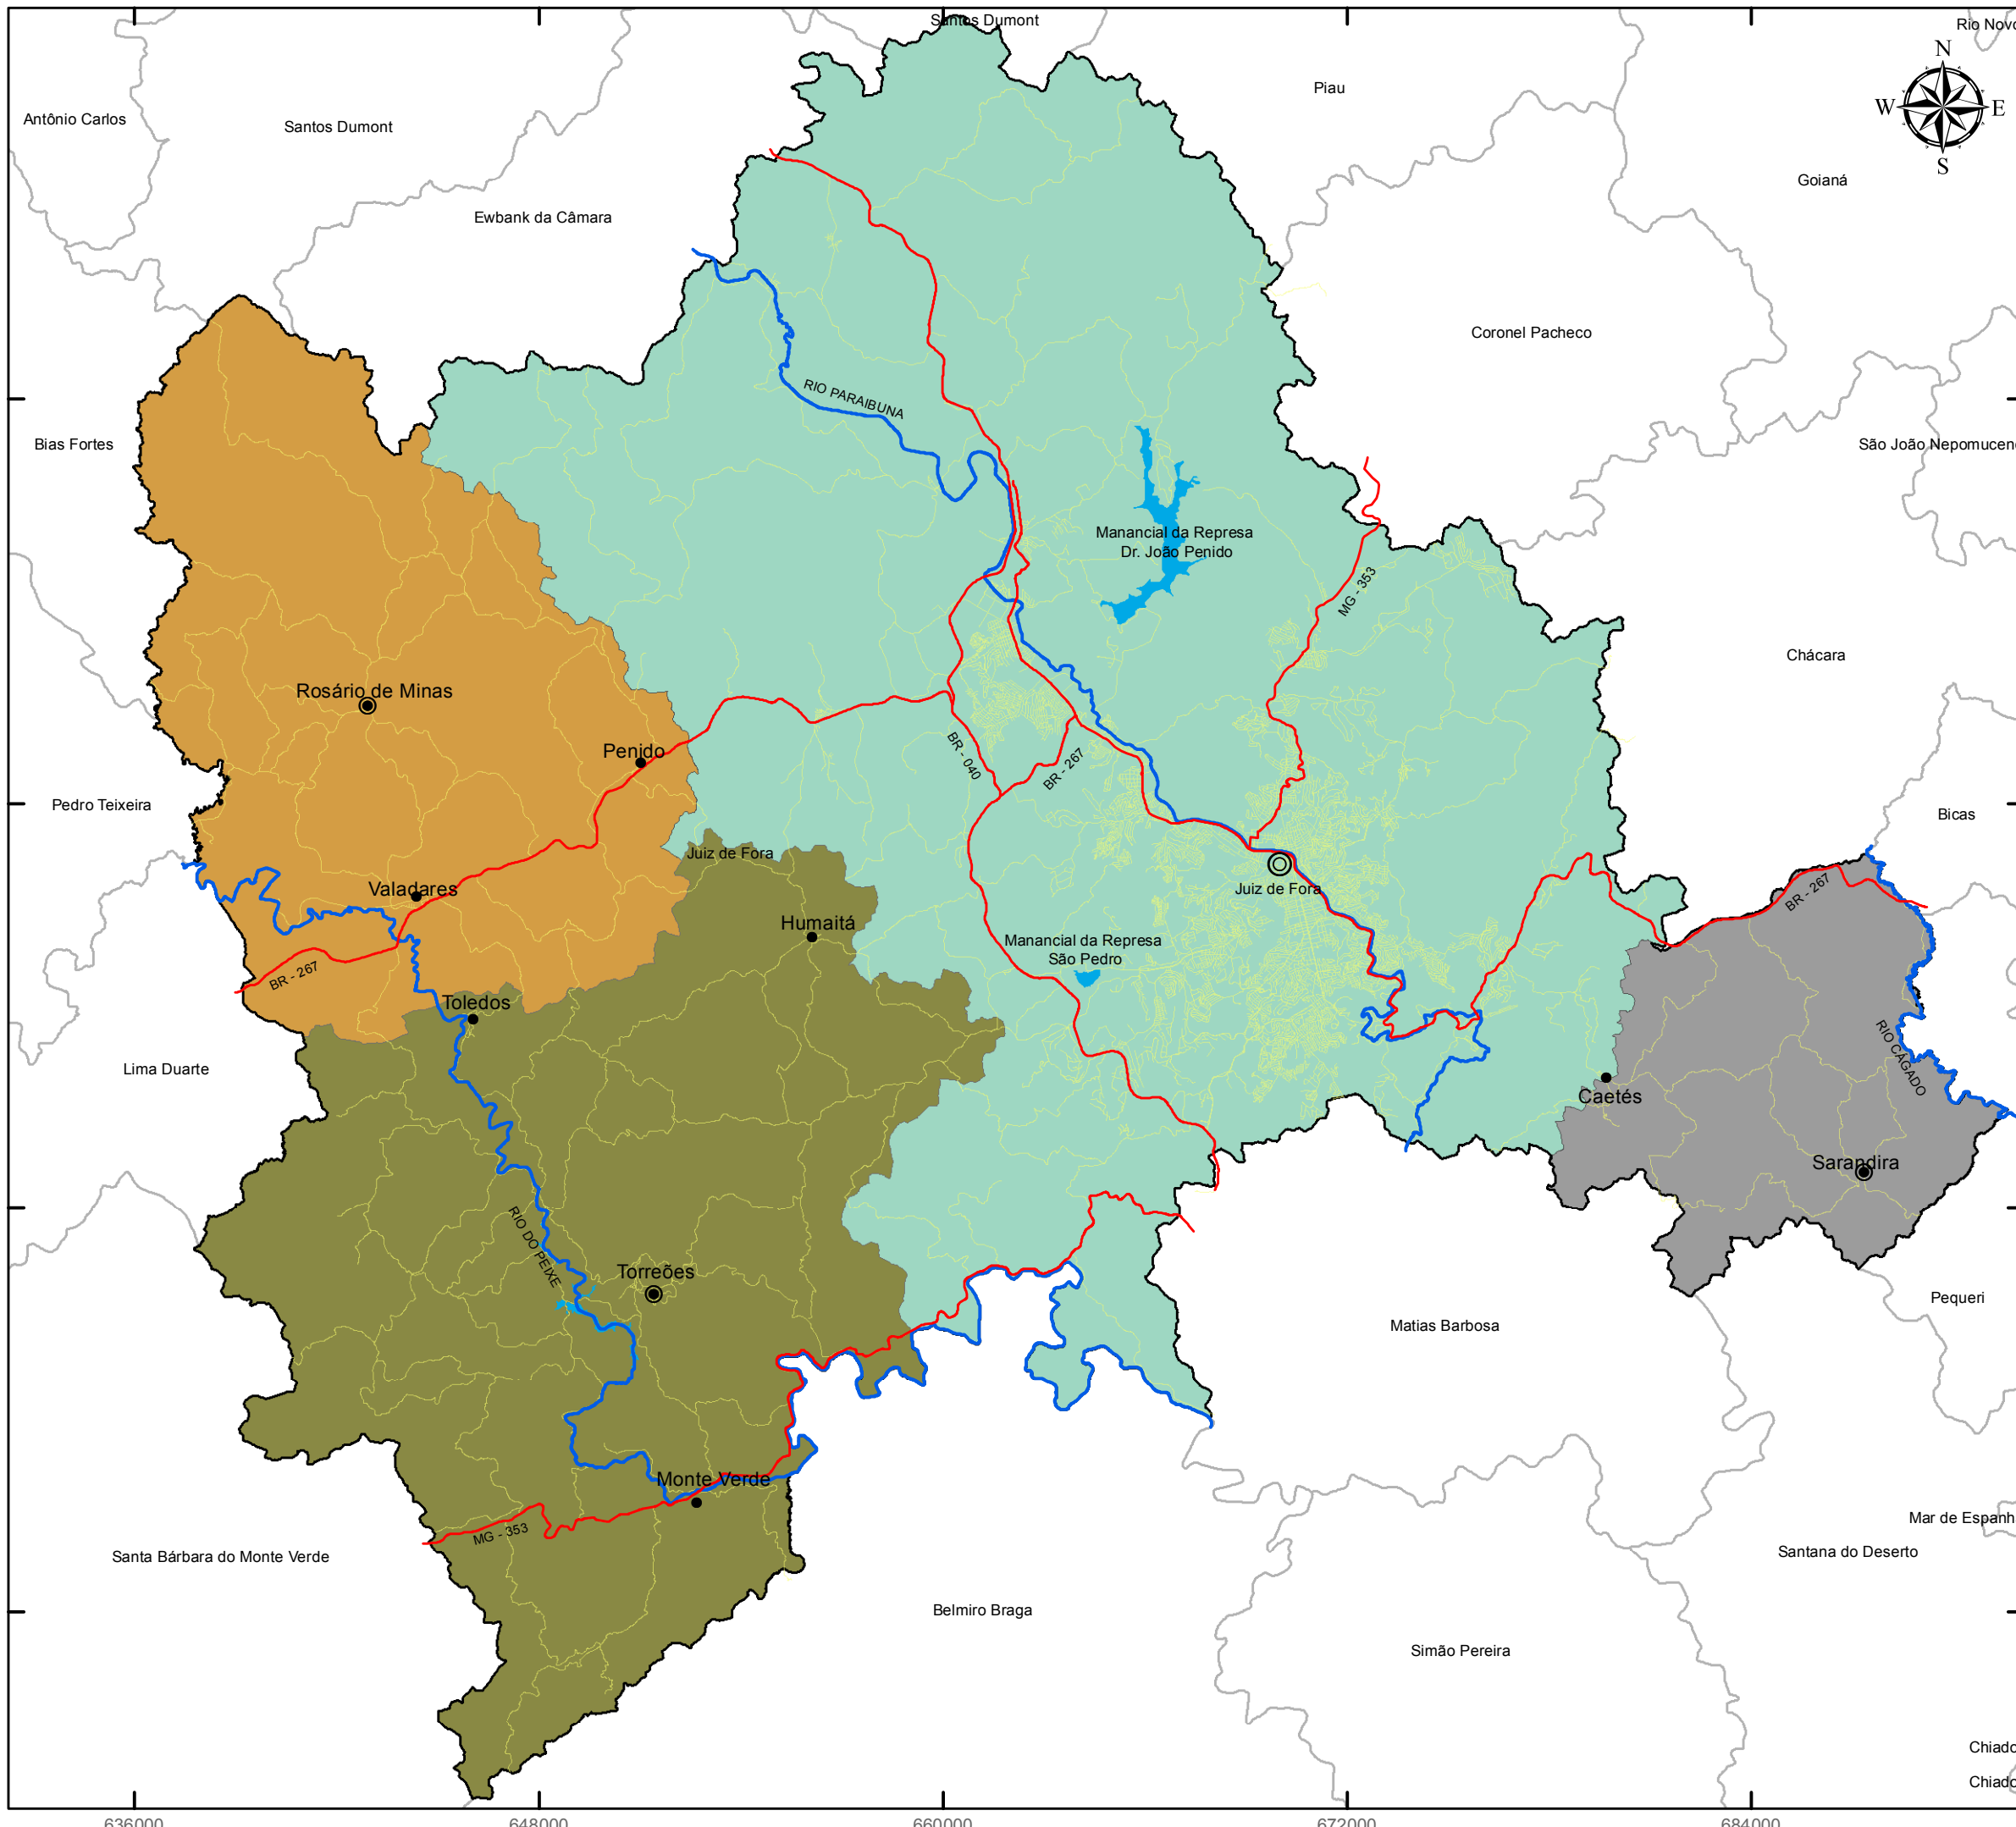 Santos Dumont
Rio Novo
N
W
E
S
Piau
Antônio Carlos
Santos Dumont
Goianá
Ewbank da Câmara
Coronel Pacheco
RIO PARAIBUNA
Bias Fortes
São João Nepomuceno
Manancial da Represa
Dr. João Penido
MG - 353
Chácara
Rosário de Minas
Penido
BR - 040
BR - 267
Pedro Teixeira
Bicas
Juiz de Fora
Valadares
Juiz de Fora
BR - 267
Humaitá
Manancial da Represa
São Pedro
BR - 267
Toledos
RIO CÁGADO
Lima Duarte
Caetés
Sarandira
RIO DO PEIXE
Torreões
Pequeri
Matias Barbosa
Monte Verde
MG - 353
Mar de Espanh
Santa Bárbara do Monte Verde
Santana do Deserto
Belmiro Braga
Simão Pereira
Chiado
Chiado
636000
648000
660000
672000
684000